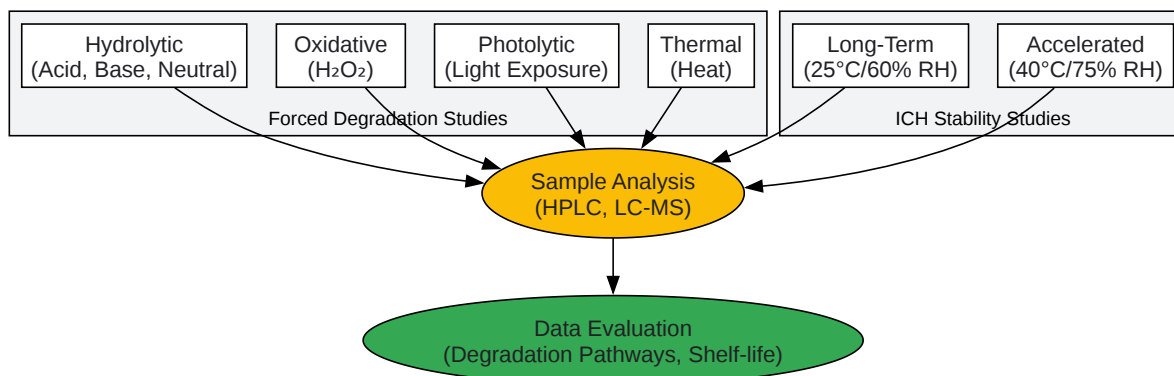 Hydrolytic
(Acid, Base, Neutral)
Oxidative
(H₂O₂)
Photolytic
(Light Exposure)
Thermal
(Heat)
Long-Term
(25°C/60% RH)
Accelerated
(40°C/75% RH)
Forced Degradation Studies
ICH Stability Studies
Sample Analysis
(HPLC, LC-MS)
Data Evaluation
(Degradation Pathways, Shelf-life)